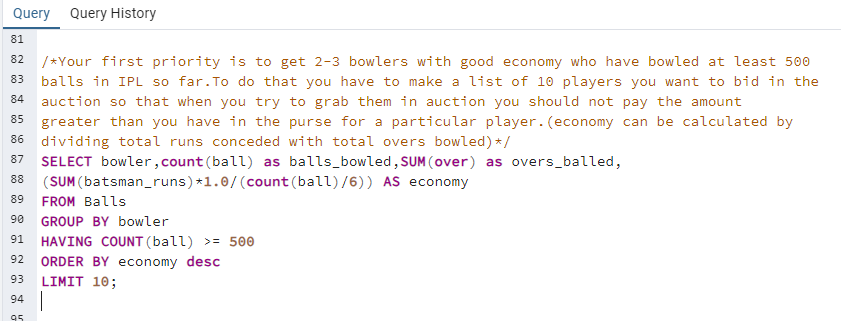 Query Query History
81
82 /*Your first priority is to get 2-3 bowlers with good economy who have bowled at least 500
83 balls in IPL so far.To do that you have to make a list of 10 players you want to bid in the
84 auction so that when you try to grab them in auction you should not pay the amount
85 greater than you have in the purse for a particular player.(economy can be calculated by
86 dividing total runs conceded with total overs bowled)*/
87 SELECT bowler,count(ball) as balls_bowled,SUM(over) as overs_balled,
88 (SUM(batsman_runs)*1.0/(count(ball)/6)) AS economy
89 FROM Balls
90 GROUP BY bowler
91 HAVING COUNT(ball) >= 500
92 ORDER BY economy desc
93 LIMIT 10;
94
95